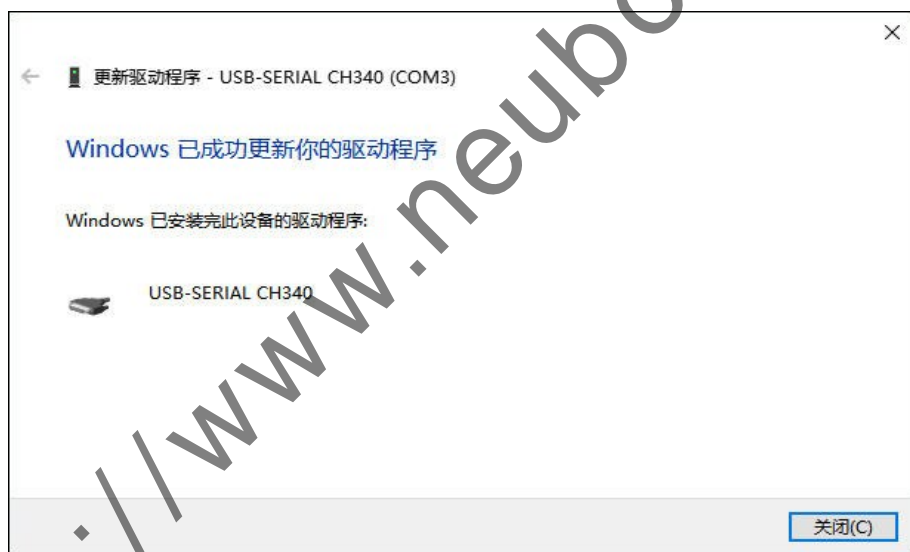 更新驱动程序 - USB-SERIAL CH340 (COM3)
Windows 已成功更新你的驱动程序
Windows 已安装完此设备的驱动程序:
USB-SERIAL CH340
关闭(C)
://www.neubo